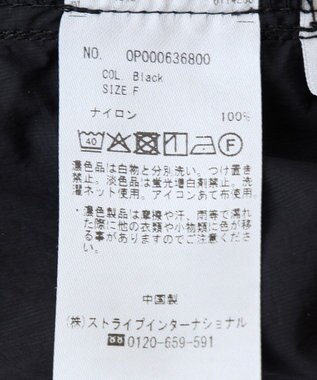 NO. 0P000636800
COL. Black
SIZE F
ナイロン 100%
40
F
濃色品は白物と分別洗い。つけ置き
禁止。淡色品は蛍光増白剤禁止。洗
濯ネット使用。アイロンあて布使用。
・濃色製品は摩擦や汗、雨等で濡れ
た際に他の衣類や小物類に色が移
る事がありますのでご注意くださ
い。
中国製
(株)ストライプインターナショナル
0120-659-591